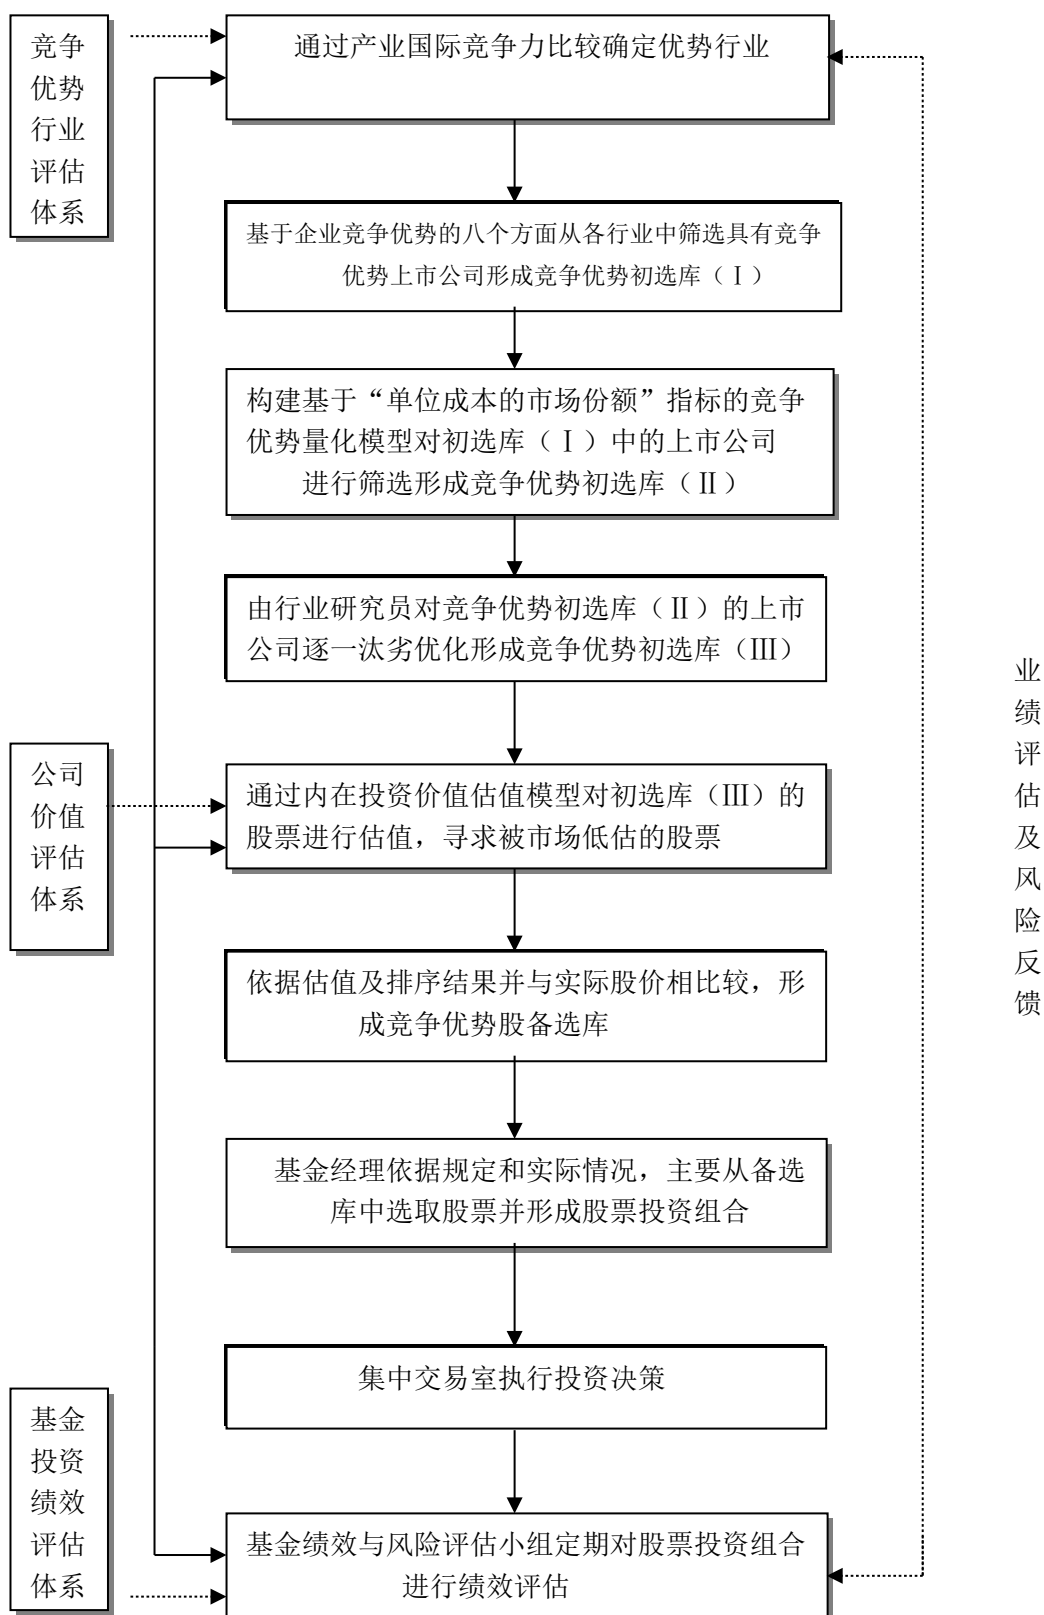 竞争
优势
行业
评估
体系
通过产业国际竞争力比较确定优势行业
基于企业竞争优势的八个方面从各行业中筛选具有竞争
优势上市公司形成竞争优势初选库（Ⅰ）
构建基于“单位成本的市场份额”指标的竞争
优势量化模型对初选库（Ⅰ）中的上市公司
进行筛选形成竞争优势初选库（Ⅱ）
由行业研究员对竞争优势初选库（Ⅱ）的上市
公司逐一汰劣优化形成竞争优势初选库（Ⅲ）
公司
价值
评估
体系
通过内在投资价值估值模型对初选库（Ⅲ）的
股票进行估值，寻求被市场低估的股票
依据估值及排序结果并与实际股价相比较，形
成竞争优势股备选库
基金经理依据规定和实际情况，主要从备选
库中选取股票并形成股票投资组合
集中交易室执行投资决策
基金
投资
绩效
评估
体系
基金绩效与风险评估小组定期对股票投资组合
进行绩效评估
业
绩
评
估
及
风
险
反
馈